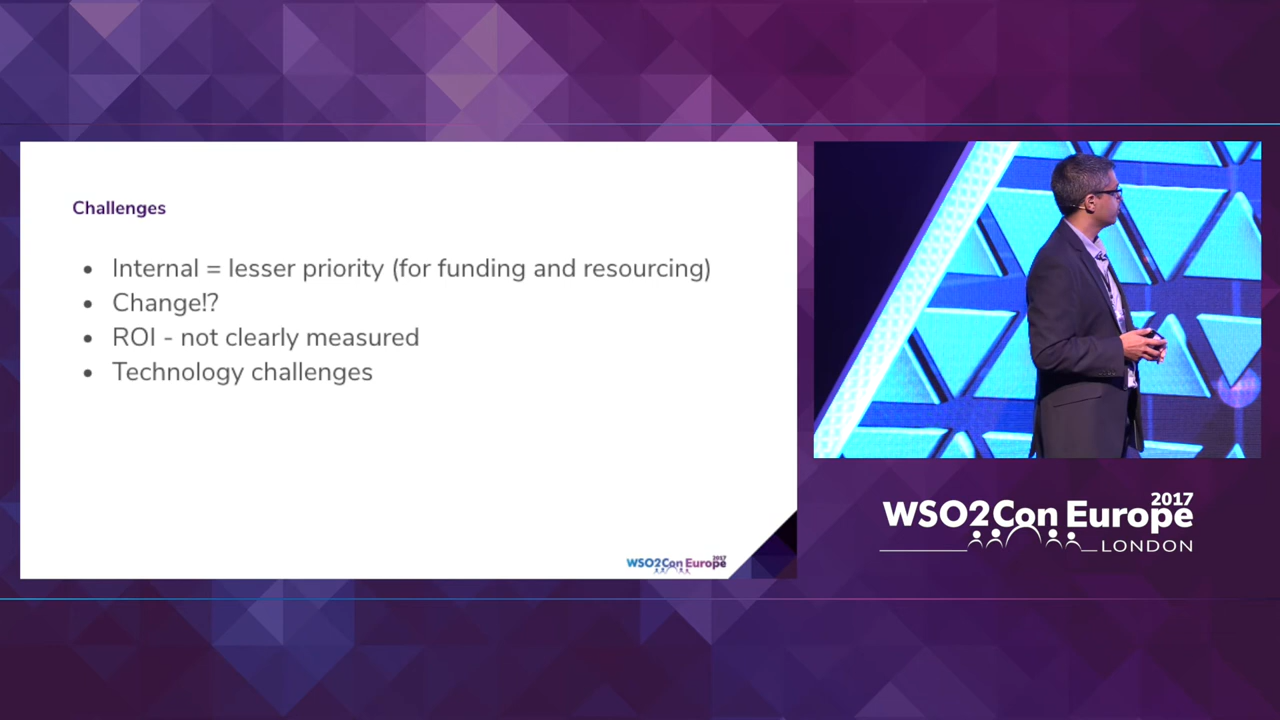 Challenges
• Internal = lesser priority (for funding and resourcing)
• Change!?
• ROI - not clearly measured
• Technology challenges
WSO2Con Europe 2017
2017
WSO2Con Europe
LONDON